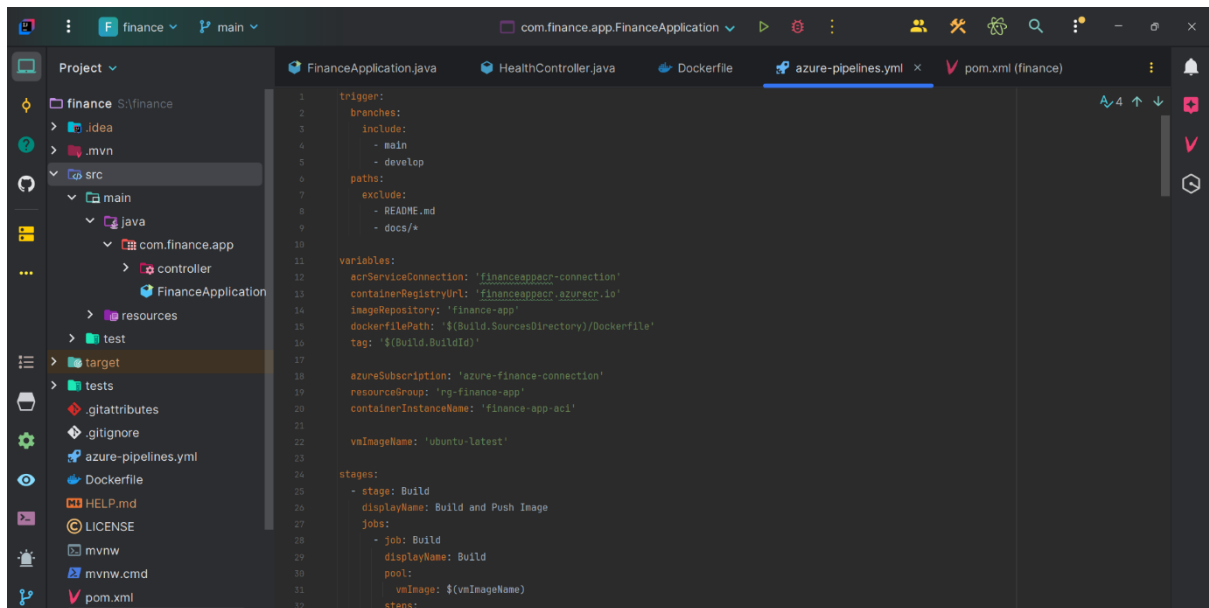 F finance main com.finance.app.FinanceApplication
Project
FinanceApplication.java HealthController.java Dockerfile azure-pipelines.yml pom.xml (finance)
finance S:\finance
.idea
.mvn
src
main
java
com.finance.app
controller
FinanceApplication
resources
test
target
tests
.gitattributes
.gitignore
azure-pipelines.yml
Dockerfile
HELP.md
LICENSE
mvnw
mvnw.cmd
pom.xml
4
1 trigger:
2 branches:
3 include:
4 - main
5 - develop
6 paths:
7 exclude:
8 - README.md
9 - docs/*
10
11 variables:
12 acrServiceConnection: 'financeappacr-connection'
13 containerRegistryUrl: 'financeappacr.azurecr.io'
14 imageRepository: 'finance-app'
15 dockerfilePath: '$(Build.SourcesDirectory)/Dockerfile'
16 tag: '$(Build.BuildId)'
17
18 azureSubscription: 'azure-finance-connection'
19 resourceGroup: 'rg-finance-app'
20 containerInstanceName: 'finance-app-aci'
21
22 vmImageName: 'ubuntu-latest'
23
24 stages:
25 - stage: Build
26 displayName: Build and Push Image
27 jobs:
28 - job: Build
29 displayName: Build
30 pool:
31 vmImage: $(vmImageName)
32 steps: